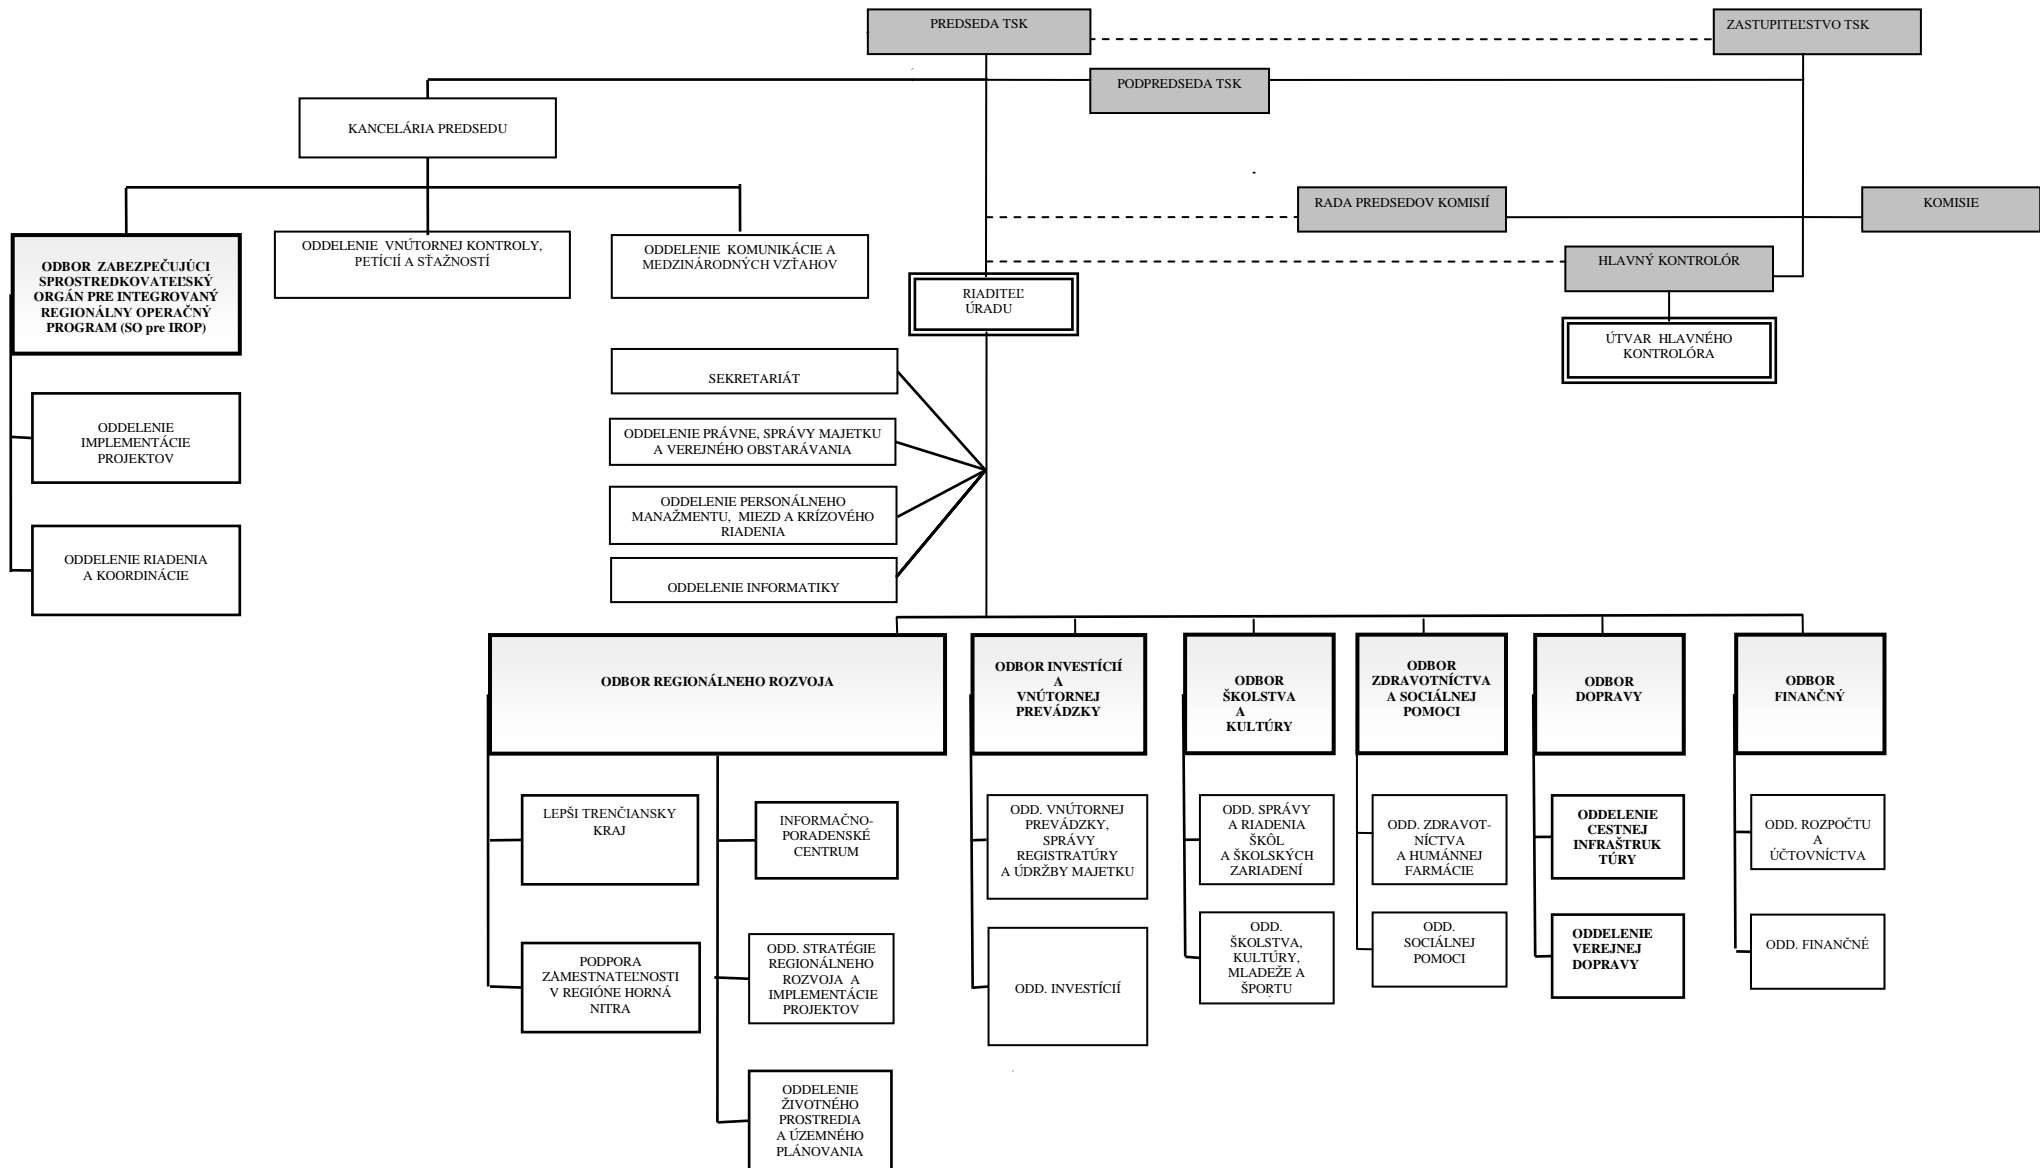 PREDSEDA TSK
ZASTUPITEĽSTVO TSK
PODPREDSEDA TSK
KANCELÁRIA PREDSEDU
RADA PREDSEDOV KOMISIÍ
KOMISIE
ODBOR ZABEZPEČUJÚCI
SPROSTREDKOVATEĽSKÝ
ORGÁN PRE INTEGROVANÝ
REGIONÁLNY OPERAČNÝ
PROGRAM (SO pre IROP)
ODDELENIE VNÚTORNEJ KONTROLY,
PETÍCIÍ A SŤAŽNOSTÍ
ODDELENIE KOMUNIKÁCIE A
MEDZINÁRODNÝCH VZŤAHOV
HLAVNÝ KONTROLÓR
RIADITEĽ
ÚRADU
ÚTVAR HLAVNÉHO
KONTROLÓRA
SEKRETARIÁT
ODDELENIE PRÁVNE, SPRÁVY MAJETKU
A VEREJNÉHO OBSTARÁVANIA
ODDELENIE PERSONÁLNEHO
MANAŽMENTU, MIEZD A KRÍZOVÉHO
RIADENIA
ODDELENIE INFORMATIKY
ODDELENIE
IMPLEMENTÁCIE
PROJEKTOV
ODDELENIE RIADENIA
A KOORDINÁCIE
ODBOR REGIONÁLNEHO ROZVOJA
ODBOR INVESTÍCIÍ
A
VNÚTORNEJ
PREVÁDZKY
ODBOR
ŠKOLSTVA
A
KULTÚRY
ODBOR
ZDRAVOTNÍCTVA
A SOCIÁLNEJ
POMOCI
ODBOR
DOPRAVY
ODBOR
FINANČNÝ
LEPŠI TRENČIANSKY
KRAJ
INFORMAČNO-
PORADENSKÉ
CENTRUM
ODD. VNÚTORNEJ
PREVÁDZKY,
SPRÁVY
REGISTRATÚRY
A ÚDRŽBY MAJETKU
ODD. SPRÁVY
A RIADENIA
ŠKÔL
A ŠKOLSKÝCH
ZARIADENÍ
ODD. ZDRAVOT-
NÍCTVA
A HUMÁNNEJ
FARMÁCIE
ODDELENIE
CESTNEJ
INFRAŠTRUK
TÚRY
ODD. ROZPOČTU
A
ÚČTOVNÍCTVA
PODPORA
ZAMESTNATEĽNOSTI
V REGIÓNE HORNÁ
NITRA
ODD. STRATÉGIE
REGIONÁLNEHO
ROZVOJA A
IMPLEMENTÁCIE
PROJEKTOV
ODD. INVESTÍCIÍ
ODD.
ŠKOLSTVA,
KULTÚRY,
MLADEŽE A
ŠPORTU
ODD.
SOCIÁLNEJ
POMOCI
ODDELENIE
VEREJNEJ
DOPRAVY
ODD. FINANČNÉ
ODDELENIE
ŽIVOTNÉHO
PROSTREDIA
A ÚZEMNÉHO
PLÁNOVANIA